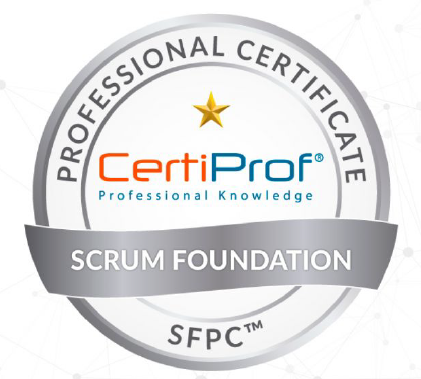 PROFESSIONAL CERTIFICATE
CertiProf®
Professional Knowledge
SCRUM FOUNDATION
SFPC™